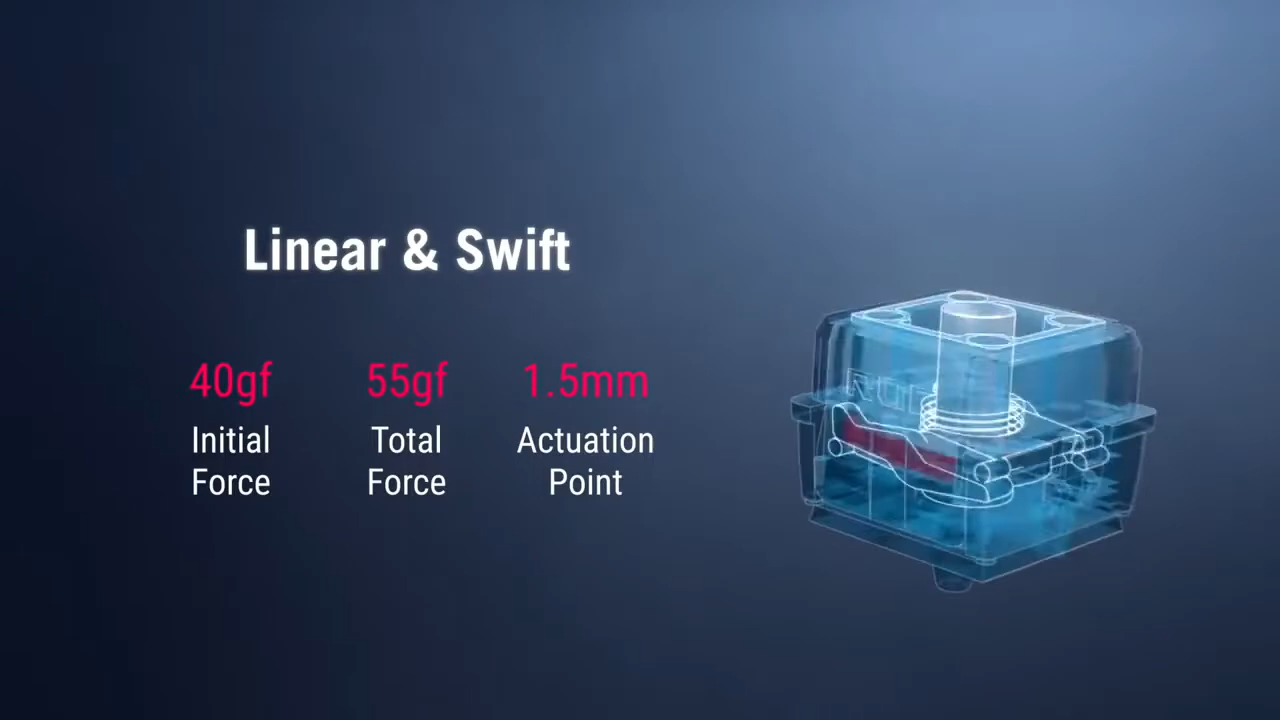 Linear & Swift
40gf
Initial
Force
55gf
Total
Force
1.5mm
Actuation
Point